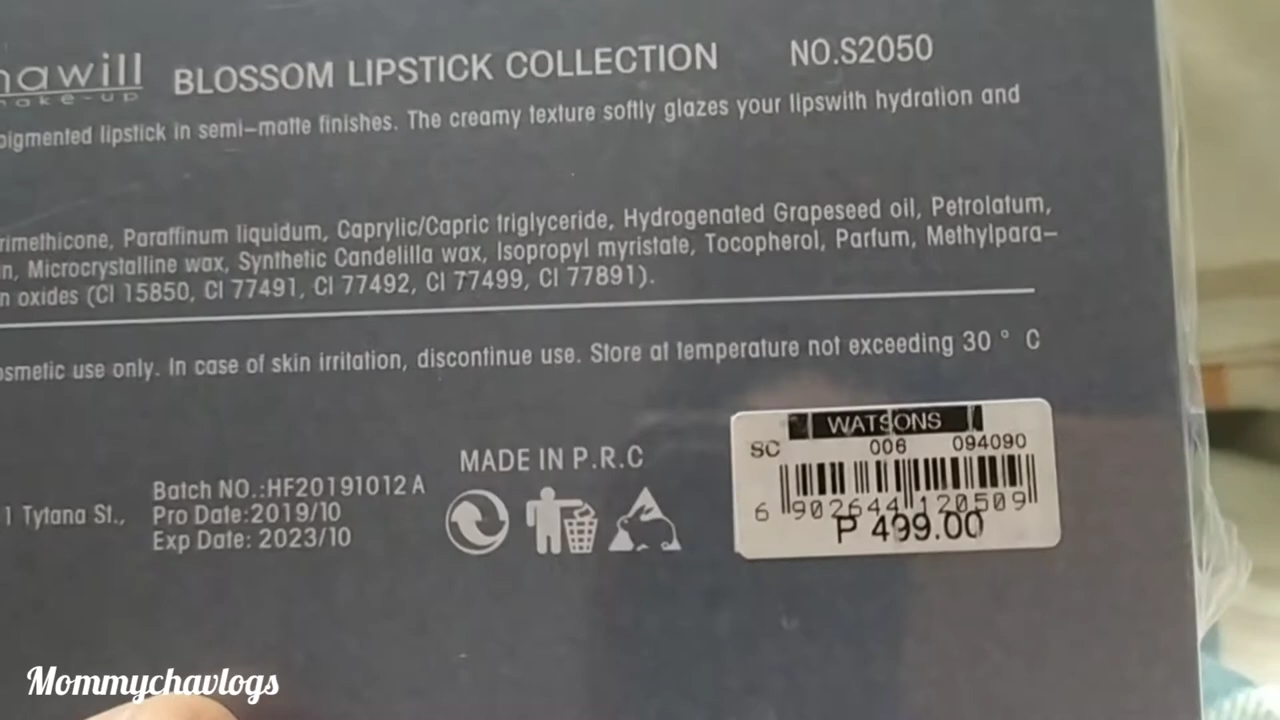 nawill BLOSSOM LIPSTICK COLLECTION NO.S2050
make-up
pigmented lipstick in semi-matte finishes. The creamy texture softly glazes your lipswith hydration and
rimethicone, Paraffinum liquidum, Caprylic/Capric triglyceride, Hydrogenated Grapeseed oil, Petrolatum,
n, Microcrystalline wax, Synthetic Candelilla wax, Isopropyl myristate, Tocopherol, Parfum, Methylpara-
n oxides (CI 15850, CI 77491, CI 77492, CI 77499, CI 77891).
osmetic use only. In case of skin irritation, discontinue use. Store at temperature not exceeding 30 ° C
WATSONS
SC 006 094090
6 902644 120509
P 499.00
MADE IN P.R.C
1 Tytana St.,
Batch NO.:HF20191012 A
Pro Date:2019/10
Exp Date: 2023/10
Mommychavlogs